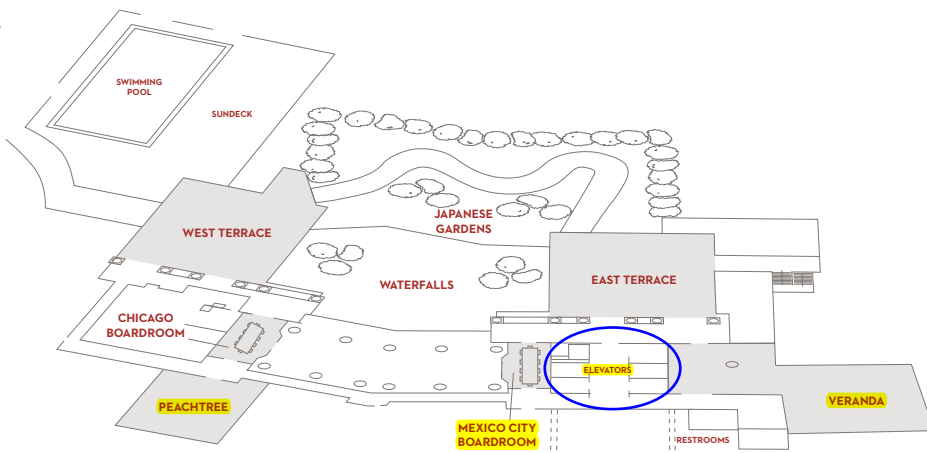 SWIMMING
POOL
SUNDECK
JAPANESE
GARDENS
WEST TERRACE
WATERFALLS
EAST TERRACE
CHICAGO
BOARDROOM
ELEVATORS
PEACHTREE
VERANDA
MEXICO CITY
BOARDROOM
RESTROOMS